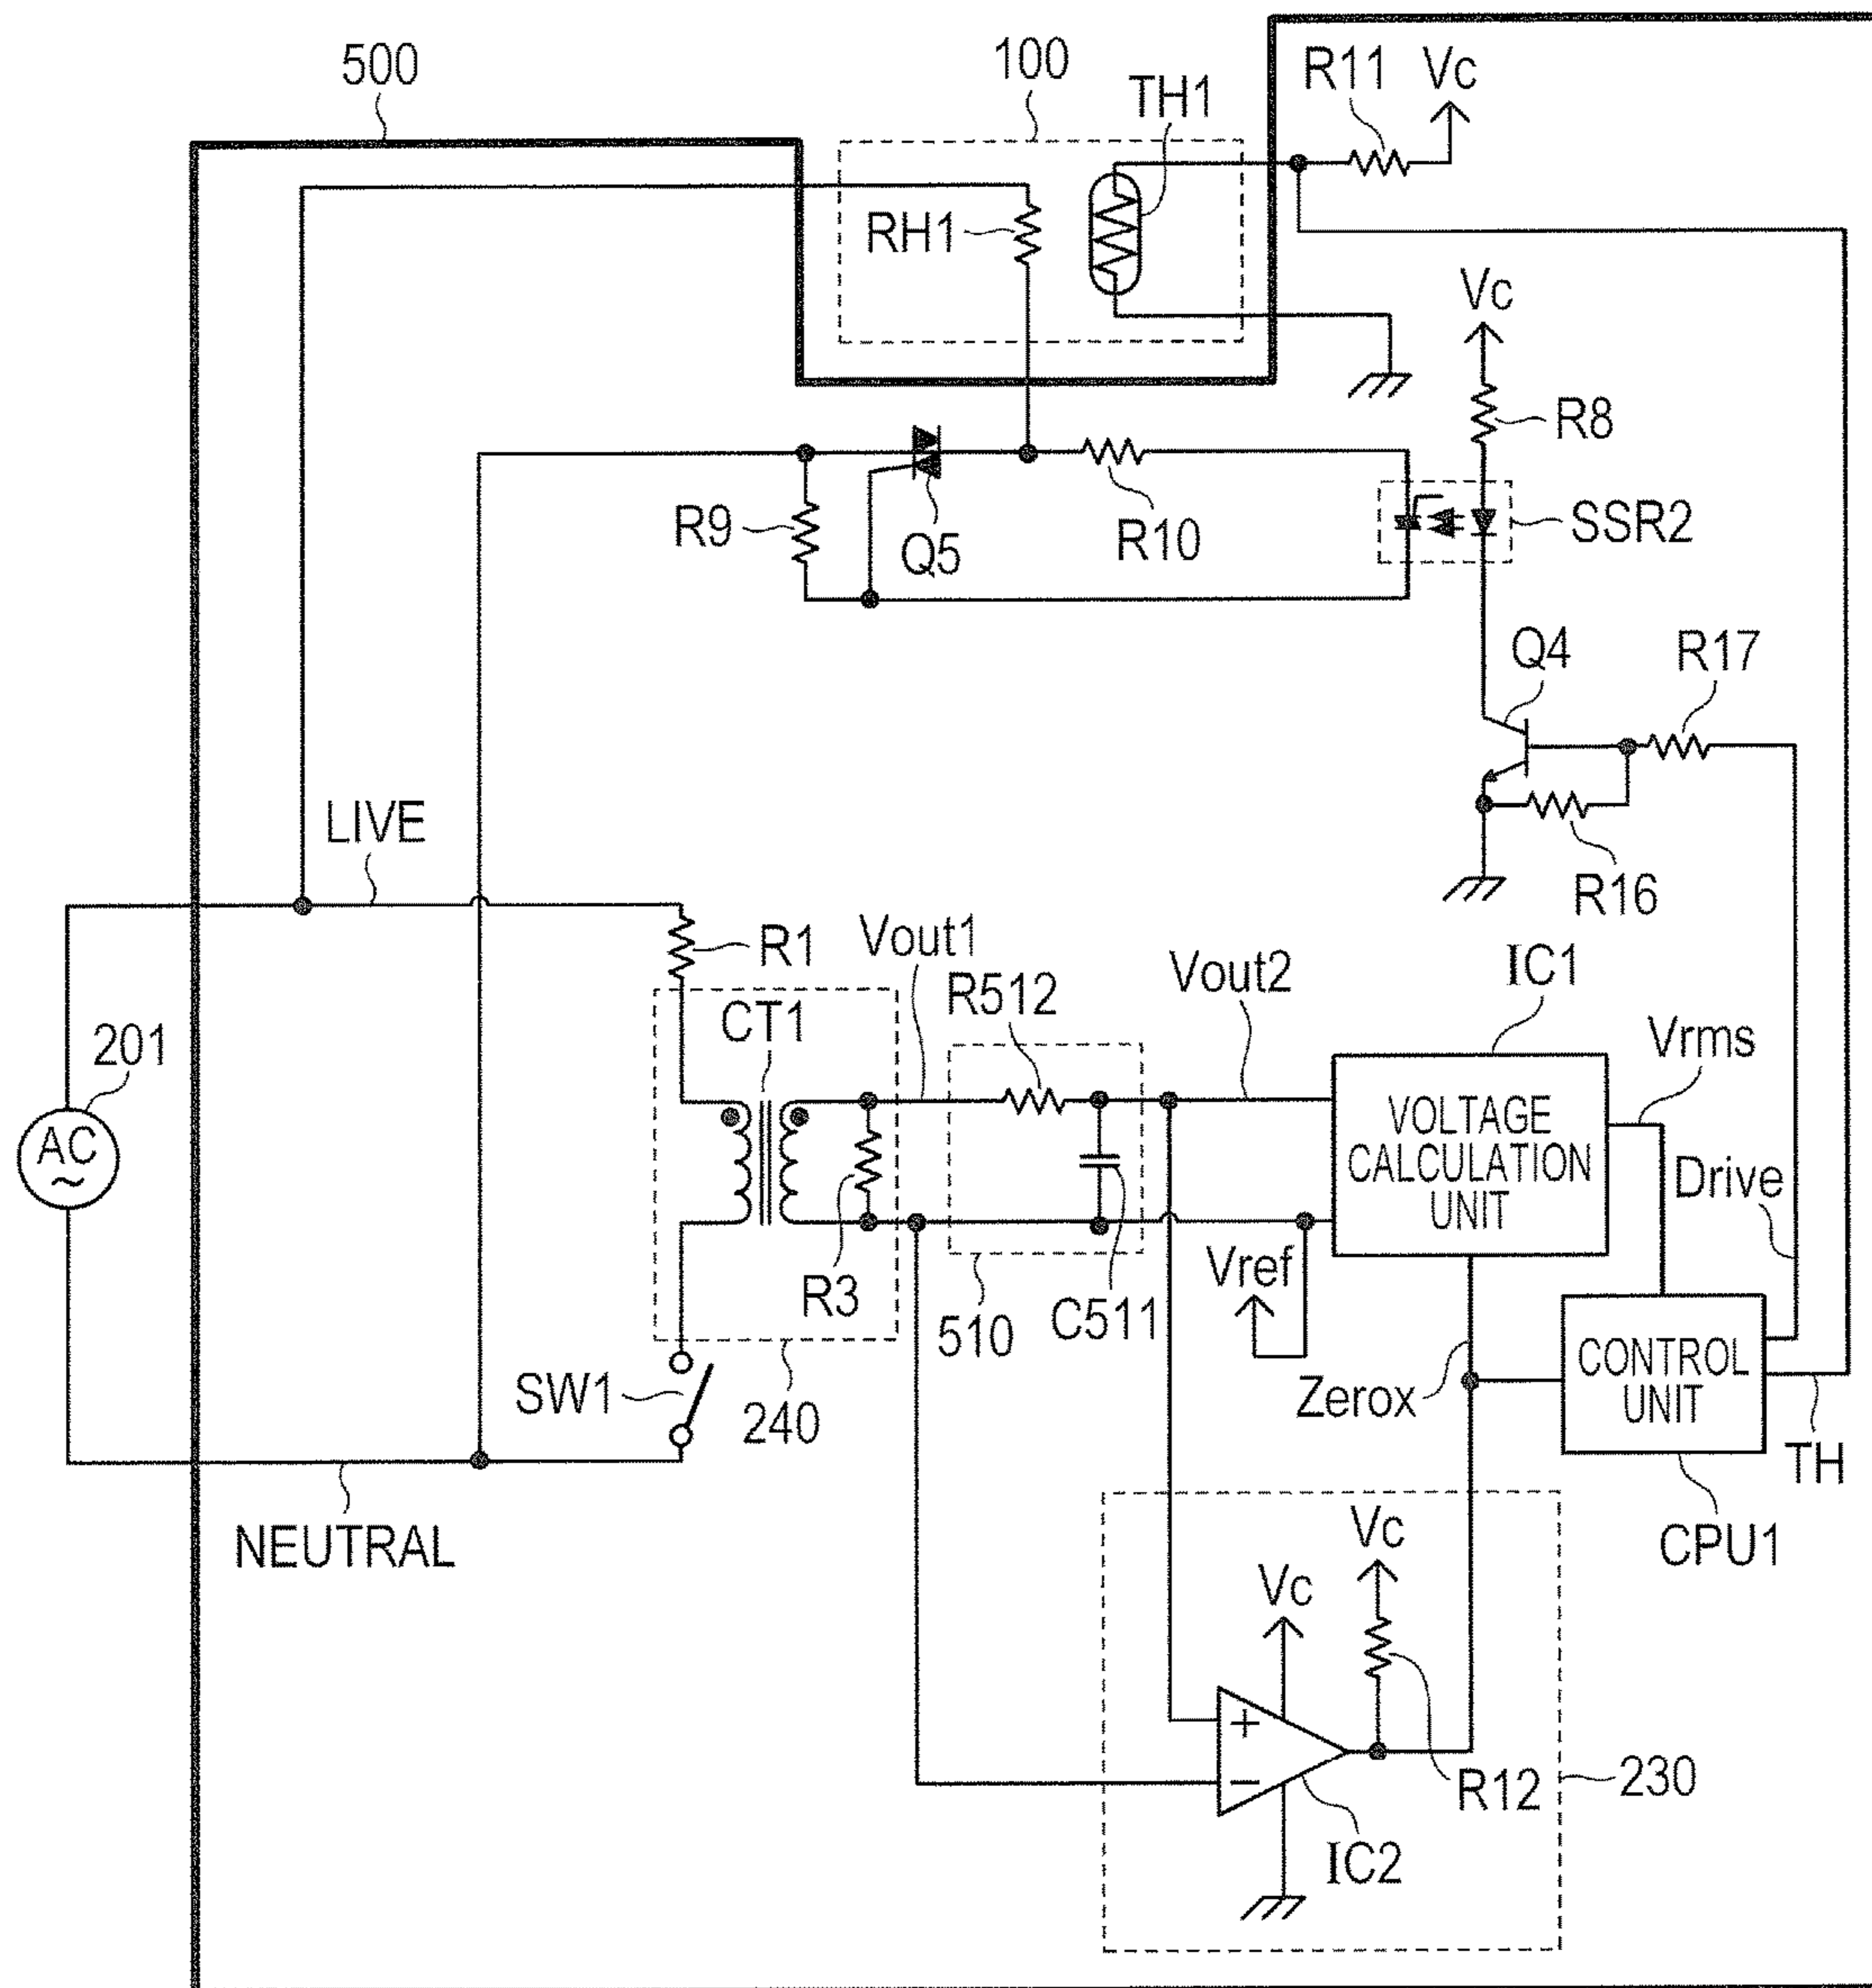 500
100
TH1
R11
Vc
RH1
Vc
R8
R9
Q5
R10
SSR2
Q4
R17
LIVE
R16
R1
Vout1
Vout2
IC1
R512
CT1
Vrms
201
AC
~
VOLTAGE
CALCULATION
UNIT
Drive
R3
Vref
510
C511
CONTROL
UNIT
SW1
240
Zerox
TH
NEUTRAL
Vc
CPU1
Vc
+
−
R12
230
IC2